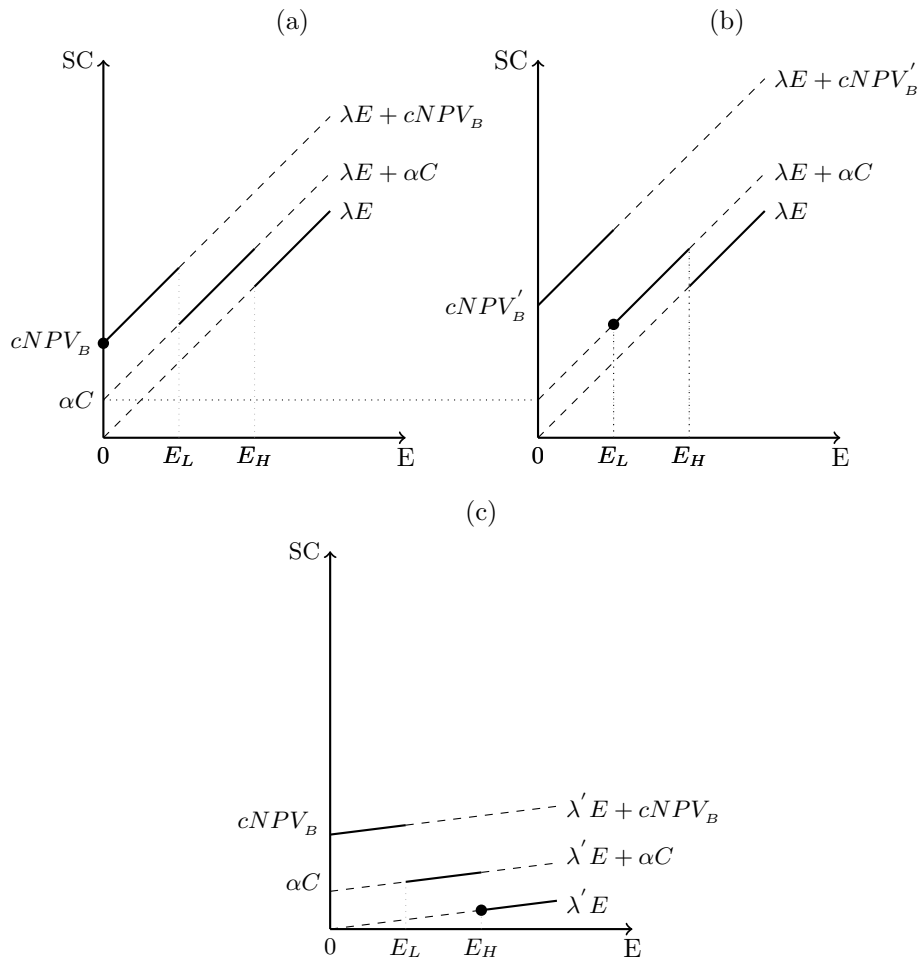 (a)
SC
λE + cNPV_B
λE + αC
λE
cNPV_B
αC
0
E_L
E_H
E
(b)
SC
λE + cNPV'_B
λE + αC
λE
cNPV'_B
0
E_L
E_H
E
(c)
SC
λ'E + cNPV_B
λ'E + αC
λ'E
cNPV_B
αC
0
E_L
E_H
E